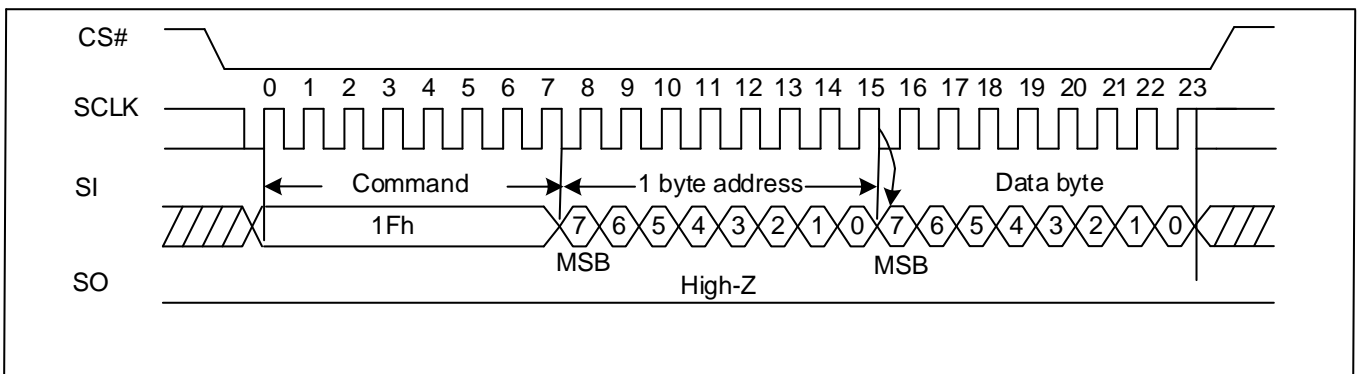 CS#
0 1 2 3 4 5 6 7 8 9 10 11 12 13 14 15 16 17 18 19 20 21 22 23
SCLK
SI Command 1 byte address Data byte
1Fh 7 6 5 4 3 2 1 0 7 6 5 4 3 2 1 0
MSB MSB
SO High-Z